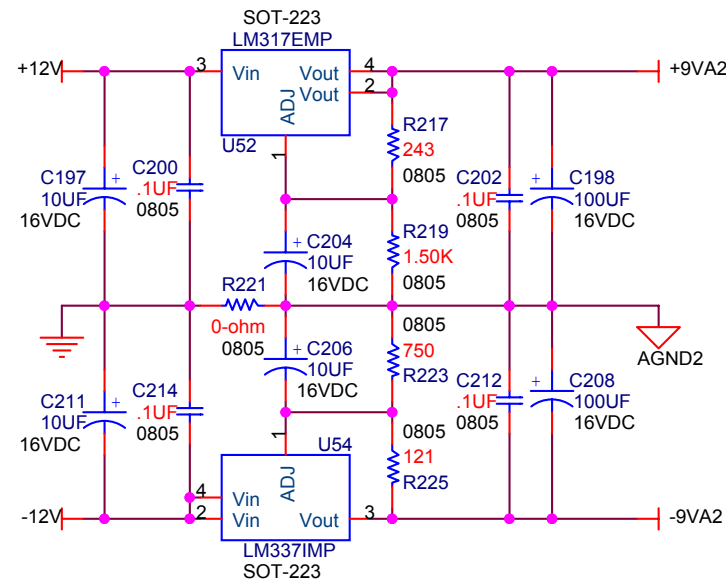 SOT-223
LM317EMP
+12V
3
Vin
Vout
4
+9VA2
Vout
2
ADJ
U52
1
R217
243
0805
C197
10UF
16VDC
+
C200
.1UF
0805
C202
.1UF
0805
+
C198
100UF
16VDC
+
C204
10UF
16VDC
R219
1.50K
0805
R221
0-ohm
0805
AGND2
+
C206
10UF
16VDC
0805
750
R223
C211
10UF
16VDC
+
C214
.1UF
0805
C212
.1UF
0805
+
C208
100UF
16VDC
1
U54
0805
121
R225
4
Vin
ADJ
-12V
2
Vin
Vout
3
-9VA2
LM337IMP
SOT-223